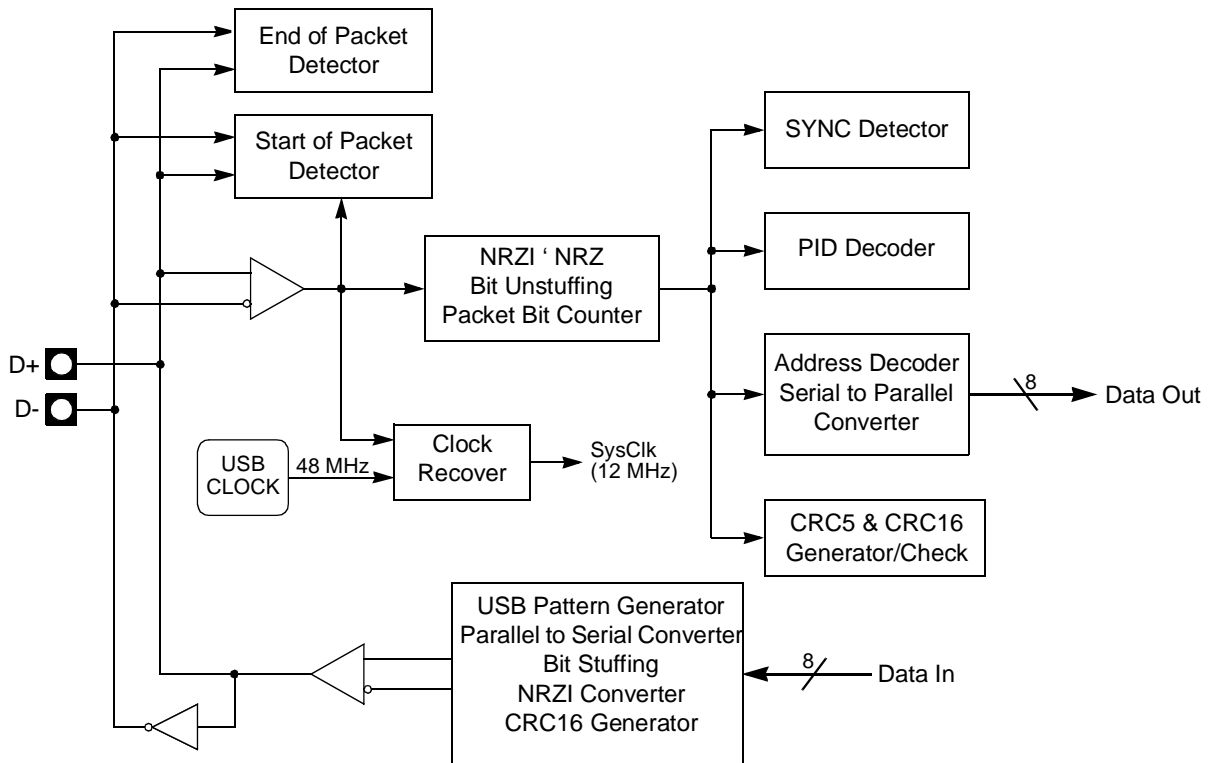 End of Packet
Detector
Start of Packet
Detector
SYNC Detector
NRZI ‘ NRZ
Bit Unstuffing
Packet Bit Counter
PID Decoder
D+
D-
Address Decoder
Serial to Parallel
Converter
8
Data Out
USB
CLOCK
48 MHz
Clock
Recover
SysClk
(12 MHz)
CRC5 & CRC16
Generator/Check
USB Pattern Generator
Parallel to Serial Converter
Bit Stuffing
NRZI Converter
CRC16 Generator
8
Data In